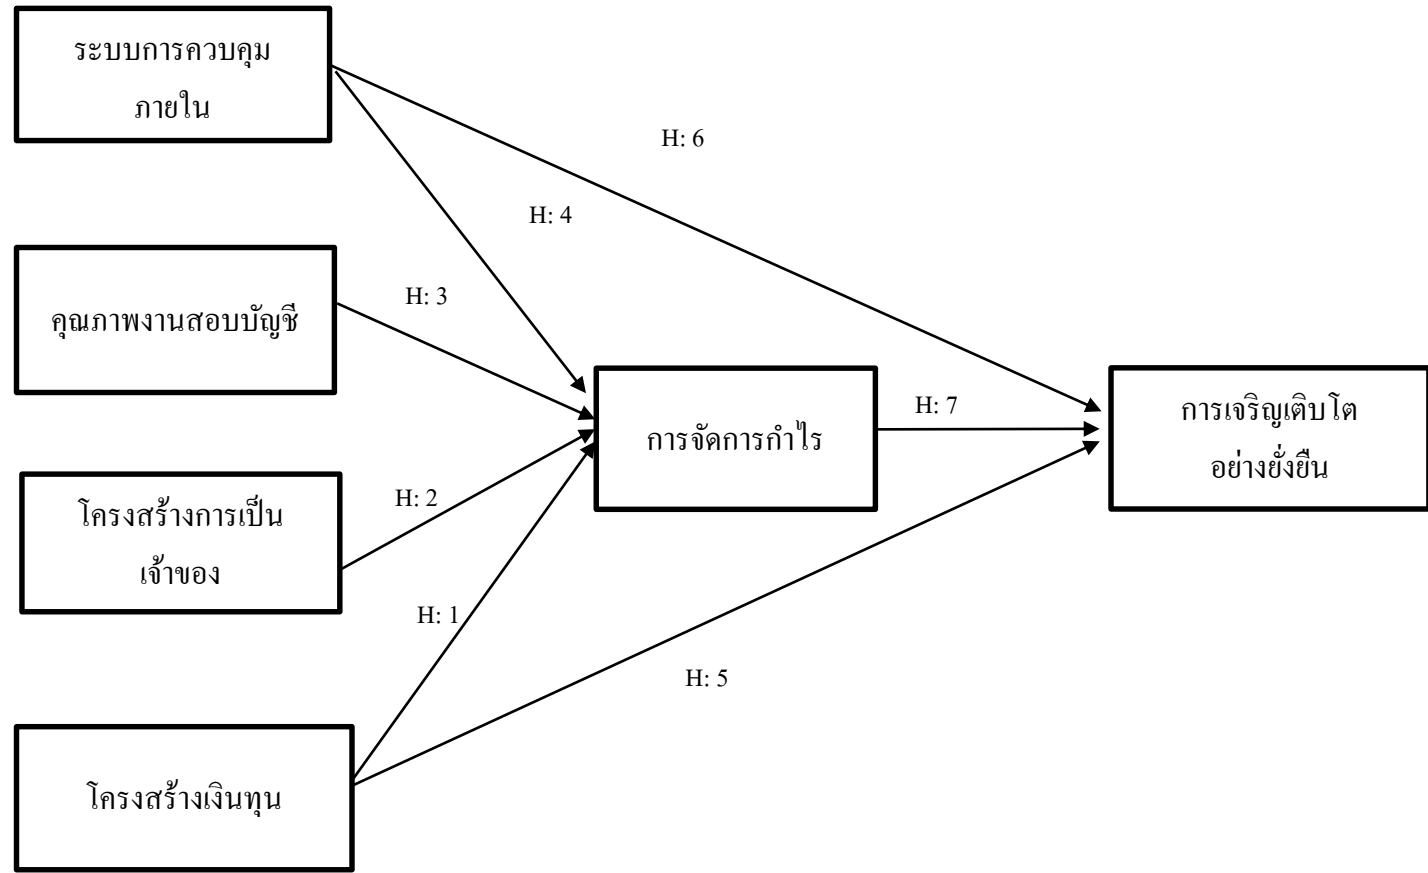 ระบบการควบคุม
ภายใน
H: 6
H: 4
คุณภาพงานสอบบัญชี
H: 3
การจัดการกำไร
H: 7
การเจริญเติบโต
อย่างยั่งยืน
โครงสร้างการเป็น
เจ้าของ
H: 2
H: 1
H: 5
โครงสร้างเงินทุน